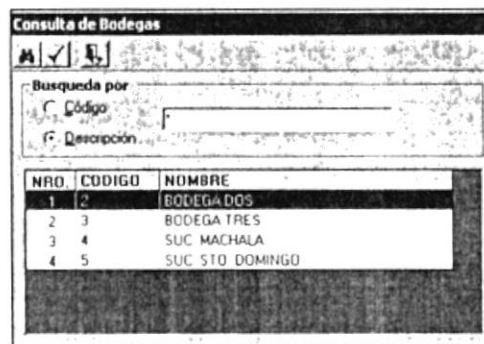 Consulta de Bodegas
Busqueda por
Código
Descripción
NRO. CODIGO NOMBRE
1 2 BODEGA DOS
2 3 BODEGA TRES
3 4 SUC MACHALA
4 5 SUC STO DOMINGO